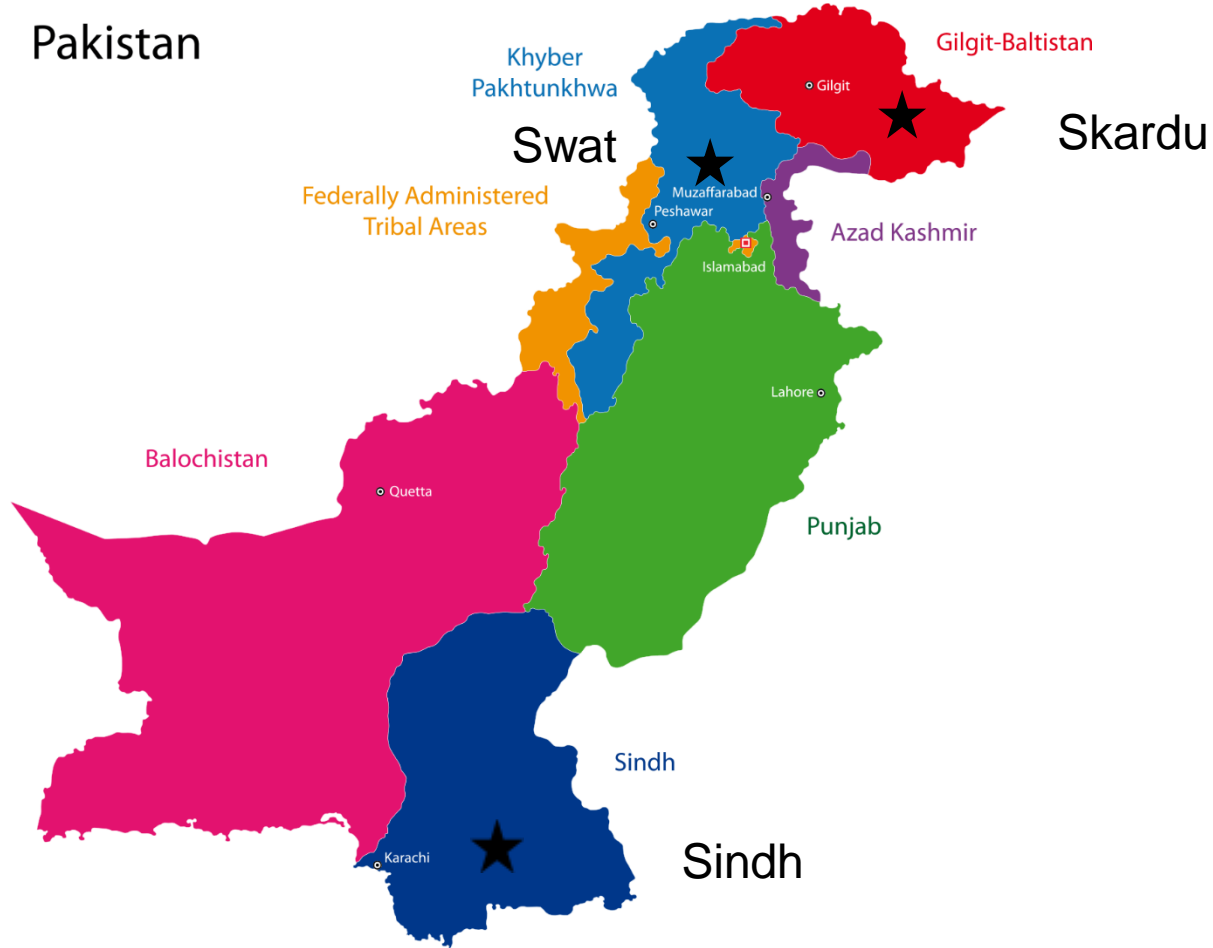 Pakistan
Khyber
Pakhtunkhwa
Gilgit-Baltistan
Gilgit
Swat
Skardu
Federally Administered
Tribal Areas
Muzaffarabad
Peshawar
Azad Kashmir
Islamabad
Lahore
Balochistan
Quetta
Punjab
Sindh
Karachi
Sindh